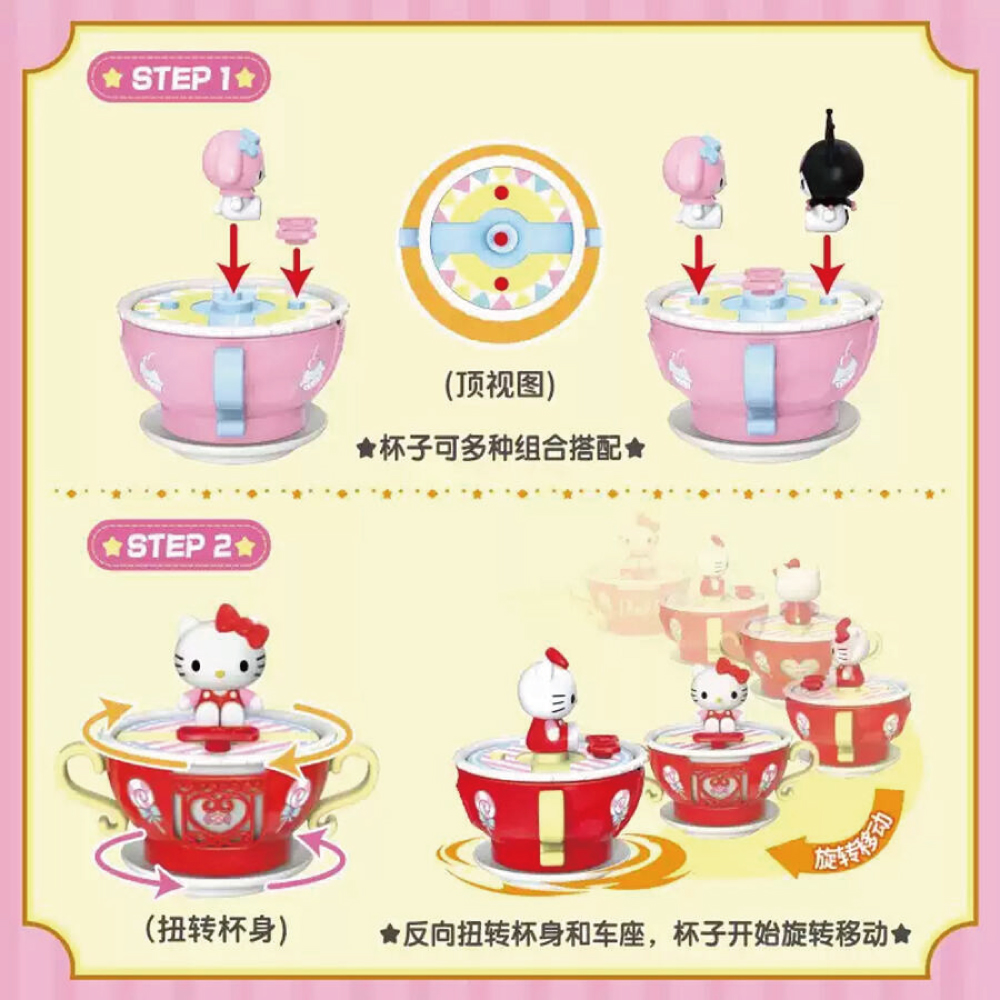 STEP 1
(顶视图)
★杯子可多种组合搭配★
STEP 2
旋转移动
(扭转杯身)
★反向扭转杯身和车座，杯子开始旋转移动★